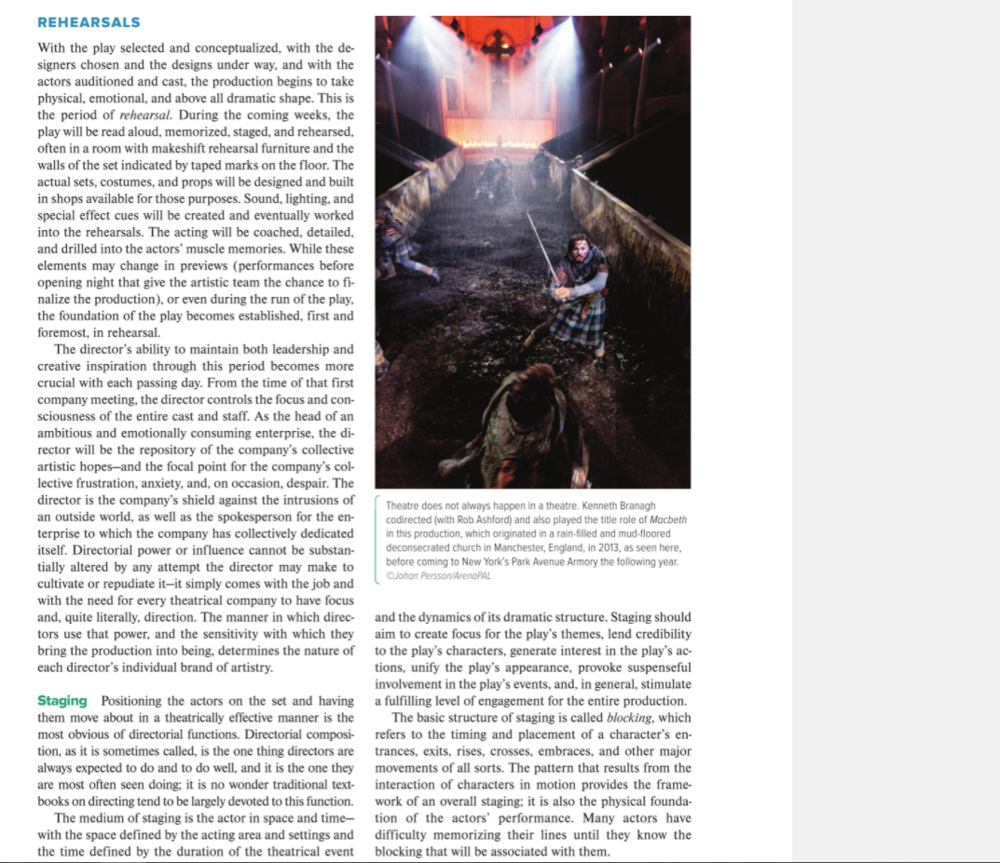 REHEARSALS
With the play selected and conceptualized, with the de-
signers chosen and the designs under way, and with the
actors auditioned and cast, the production begins to take
physical, emotional, and above all dramatic shape. This is
the period of rehearsal. During the coming weeks, the
play will be read aloud, memorized, staged, and rehearsed,
often in a room with makeshift rehearsal furniture and the
walls of the set indicated by taped marks on the floor. The
actual sets, costumes, and props will be designed and built
in shops available for those purposes. Sound, lighting, and
special effect cues will be created and eventually worked
into the rehearsals. The acting will be coached, detailed,
and drilled into the actors' muscle memories. While these
elements may change in previews (performances before
opening night that give the artistic team the chance to fi-
nalize the production), or even during the run of the play,
the foundation of the play becomes established, first and
foremost, in rehearsal.
The director's ability to maintain both leadership and
creative inspiration through this period becomes more
crucial with each passing day. From the time of that first
company meeting, the director controls the focus and con-
sciousness of the entire cast and staff. As the head of an
ambitious and emotionally consuming enterprise, the di-
rector will be the repository of the company's collective
artistic hopes—and the focal point for the company's col-
lective frustration, anxiety, and, on occasion, despair. The
director is the company's shield against the intrusions of
an outside world, as well as the spokesperson for the en-
terprise to which the company has collectively dedicated
itself. Directorial power or influence cannot be substan-
tially altered by any attempt the director may make to
cultivate or repudiate it—it simply comes with the job and
with the need for every theatrical company to have focus
and, quite literally, direction. The manner in which direc-
tors use that power, and the sensitivity with which they
bring the production into being, determines the nature of
each director's individual brand of artistry.
Staging Positioning the actors on the set and having
them move about in a theatrically effective manner is the
most obvious of directorial functions. Directorial composi-
tion, as it is sometimes called, is the one thing directors are
always expected to do and to do well, and it is the one they
are most often seen doing; it is no wonder traditional text-
books on directing tend to be largely devoted to this function.
The medium of staging is the actor in space and time—
with the space defined by the acting area and settings and
the time defined by the duration of the theatrical event
Theatre does not always happen in a theatre. Kenneth Branagh
codirected (with Rob Ashford) and also played the title role of Macbeth
in this production, which originated in a rain-filled and mud-floored
deconsecrated church in Manchester, England, in 2013, as seen here,
before coming to New York's Park Avenue Armory the following year.
©Johan Persson/ArenaPAL
and the dynamics of its dramatic structure. Staging should
aim to create focus for the play's themes, lend credibility
to the play's characters, generate interest in the play's ac-
tions, unify the play's appearance, provoke suspenseful
involvement in the play's events, and, in general, stimulate
a fulfilling level of engagement for the entire production.
The basic structure of staging is called blocking, which
refers to the timing and placement of a character's en-
trances, exits, rises, crosses, embraces, and other major
movements of all sorts. The pattern that results from the
interaction of characters in motion provides the frame-
work of an overall staging; it is also the physical founda-
tion of the actors' performance. Many actors have
difficulty memorizing their lines until they know the
blocking that will be associated with them.